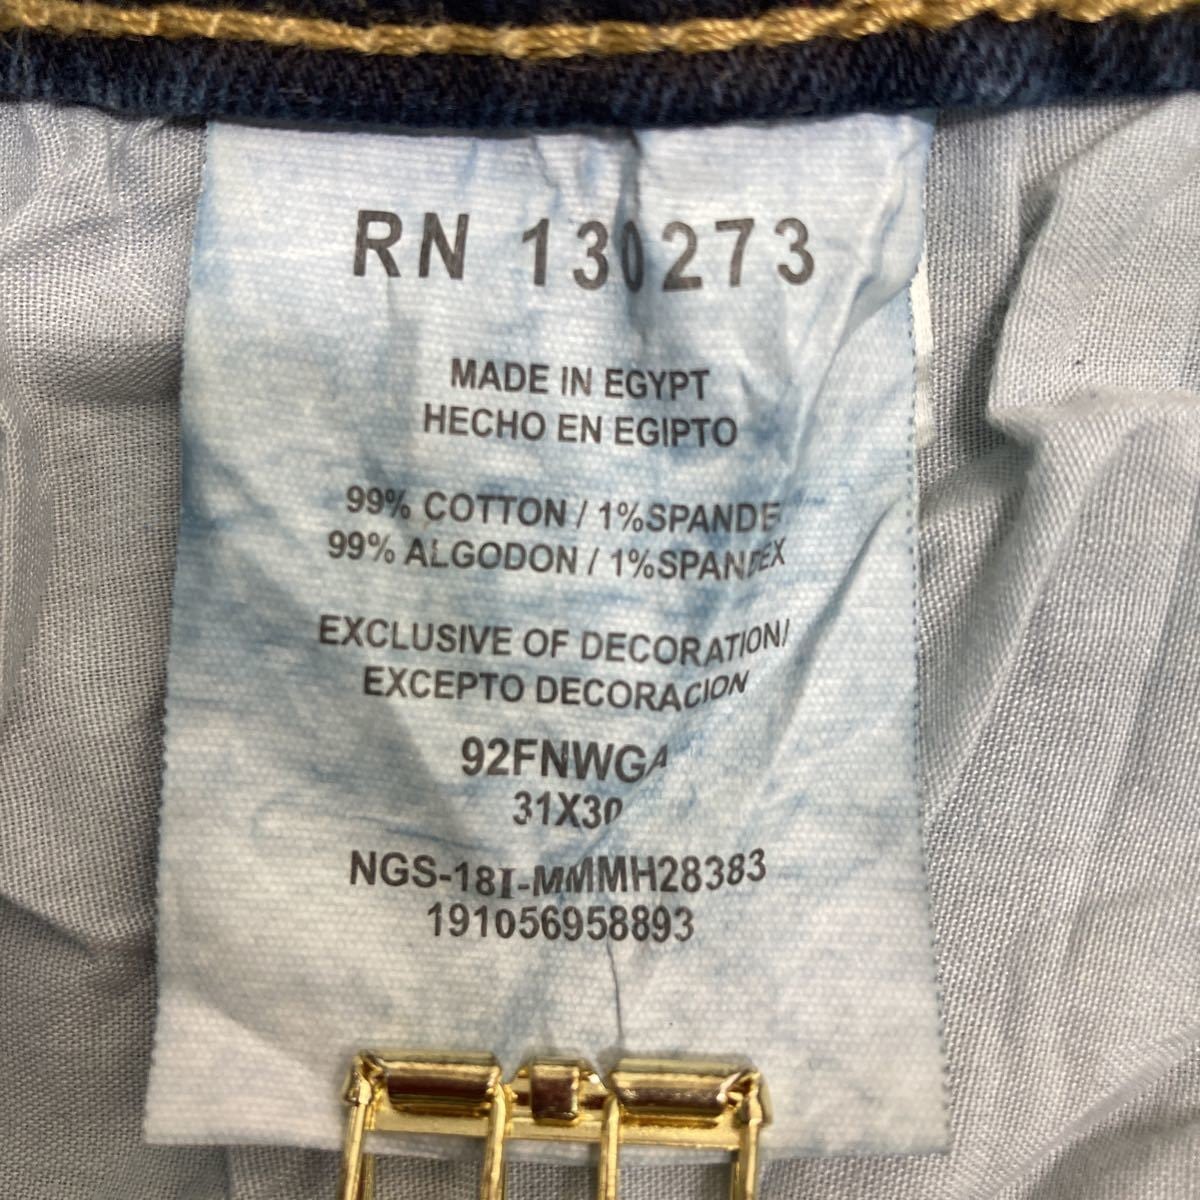 RN 130273
MADE IN EGYPT
HECHO EN EGIPTO
99% COTTON / 1%SPANDE
99% ALGODON / 1%SPANDEX
EXCLUSIVE OF DECORATION/
EXCEPTO DECORACION
92FNWGA
31X30
NGS-18I-MMMH28383
191056958893